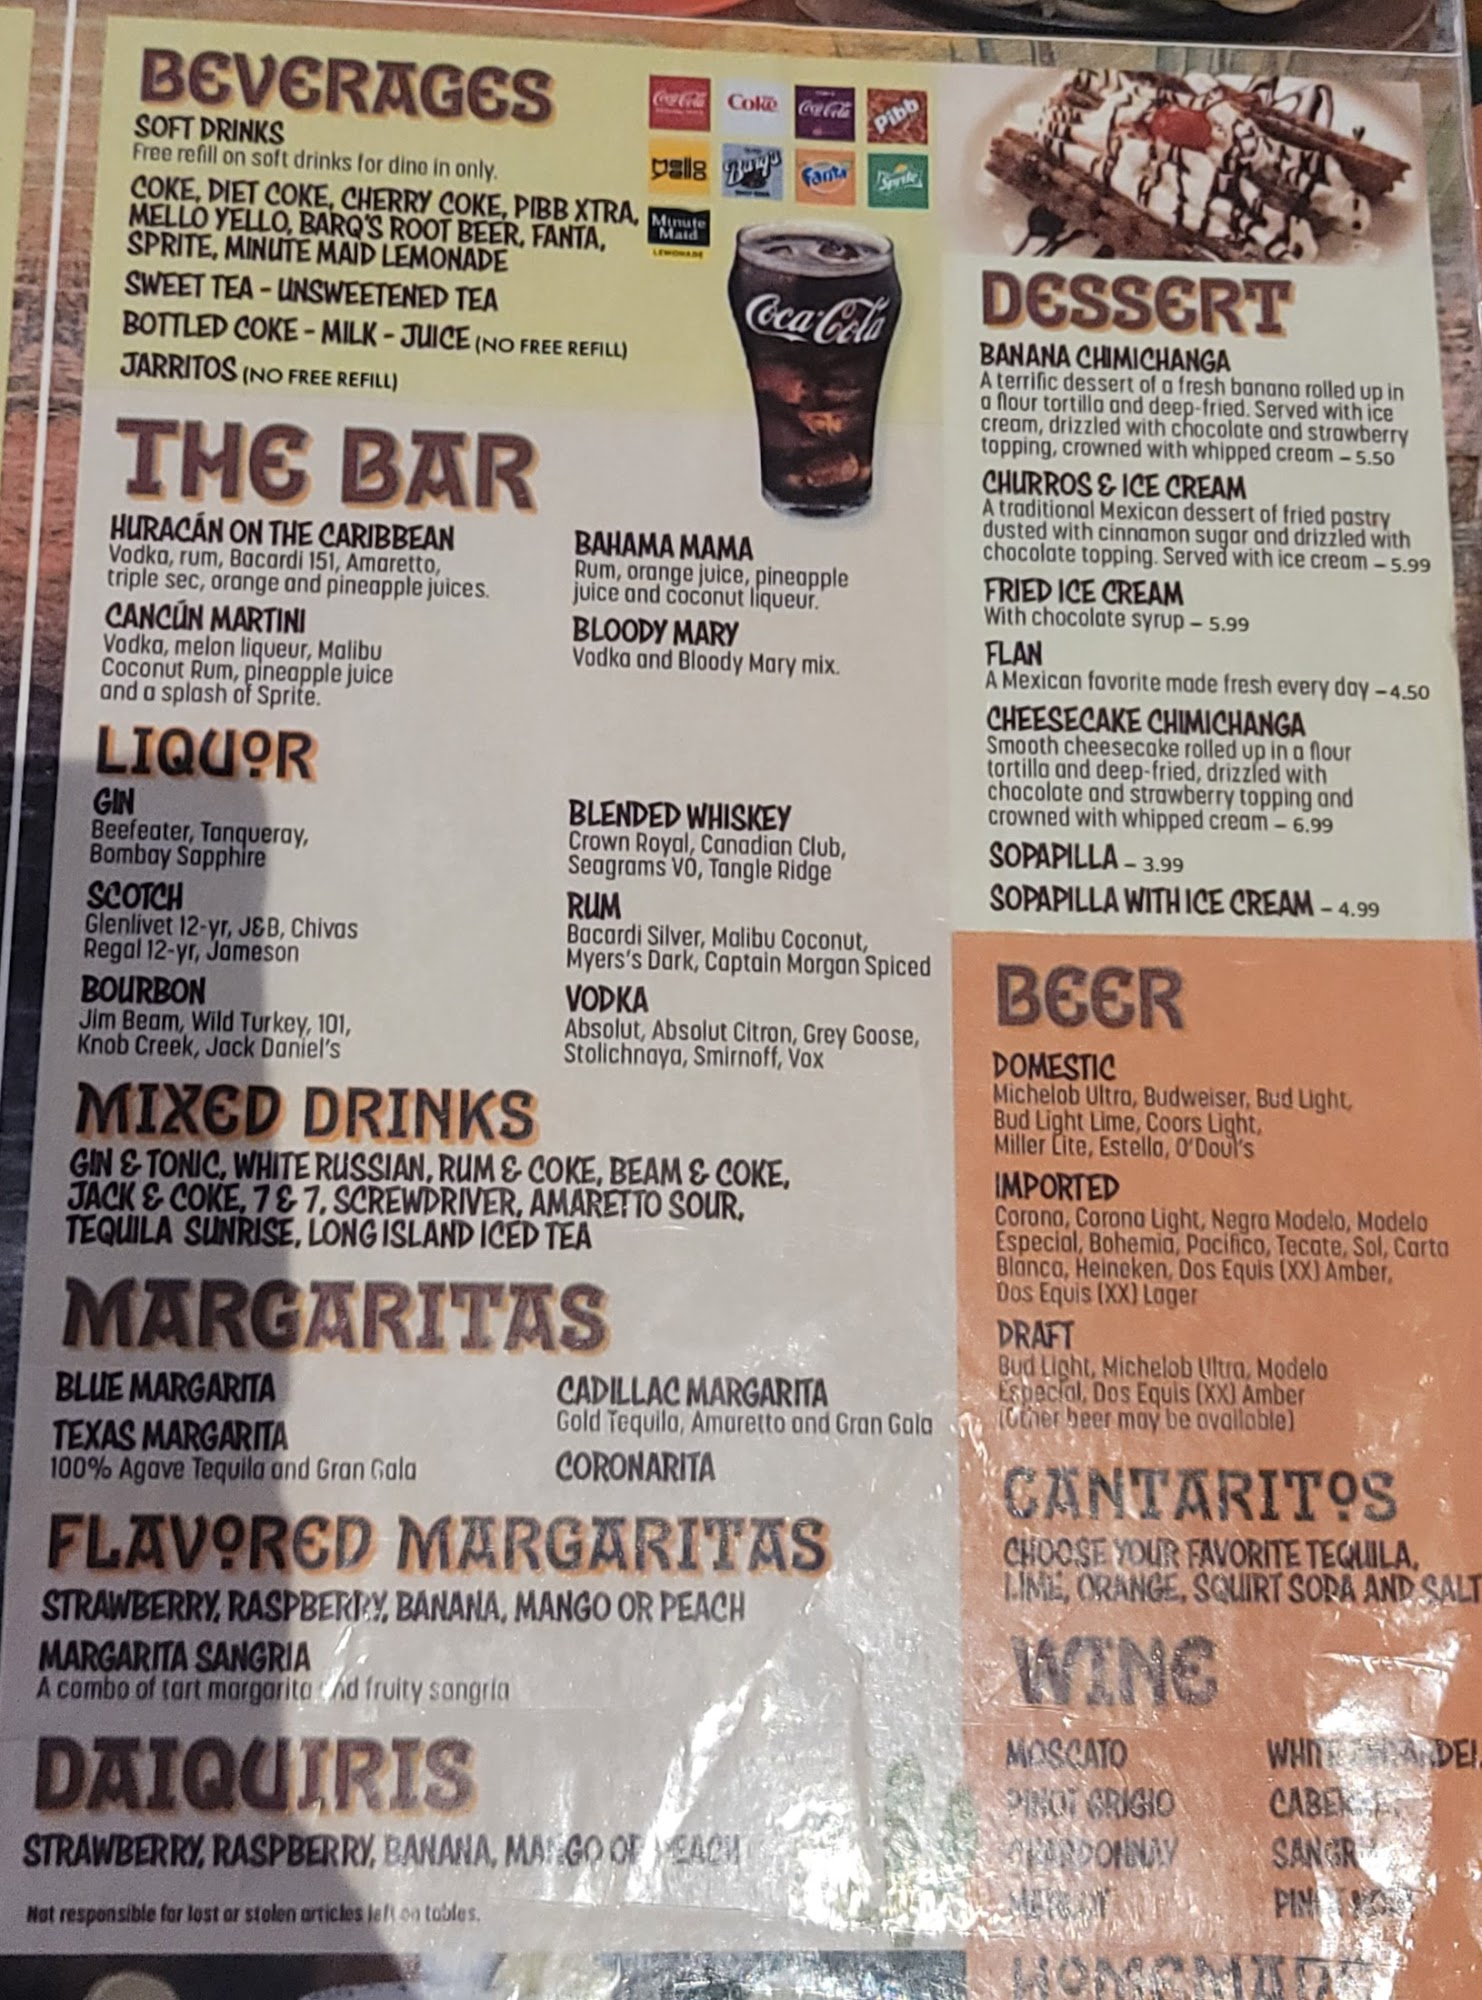 BEVERAGES
SOFT DRINKS
Free refill on soft drinks for dine in only.
COKE, DIET COKE, CHERRY COKE, PIBB XTRA,
MELLO YELLO, BARQ'S ROOT BEER, FANTA,
SPRITE, MINUTE MAID LEMONADE
SWEET TEA - UNSWEETENED TEA
BOTTLED COKE - MILK - JUICE (NO FREE REFILL)
JARRITOS (NO FREE REFILL)
Coca-Cola
Coke
Coca-Cola
Pibb
Mello
Barq's
Fanta
Sprite
Minute
Maid
LEMONADE
Coca-Cola
THE BAR
HURACÁN ON THE CARIBBEAN
Vodka, rum, Bacardi 151, Amaretto,
triple sec, orange and pineapple juices.
CANCÚN MARTINI
Vodka, melon liqueur, Malibu
Coconut Rum, pineapple juice
and a splash of Sprite.
BAHAMA MAMA
Rum, orange juice, pineapple
juice and coconut liqueur.
BLOODY MARY
Vodka and Bloody Mary mix.
LIQUOR
GIN
Beefeater, Tanqueray,
Bombay Sapphire
SCOTCH
Glenlivet 12-yr, J&B, Chivas
Regal 12-yr, Jameson
BOURBON
Jim Beam, Wild Turkey, 101,
Knob Creek, Jack Daniel's
BLENDED WHISKEY
Crown Royal, Canadian Club,
Seagrams VO, Tangle Ridge
RUM
Bacardi Silver, Malibu Coconut,
Myers's Dark, Captain Morgan Spiced
VODKA
Absolut, Absolut Citron, Grey Goose,
Stolichnaya, Smirnoff, Vox
MIXED DRINKS
GIN & TONIC, WHITE RUSSIAN, RUM & COKE, BEAM & COKE,
JACK & COKE, 7 & 7, SCREWDRIVER, AMARETTO SOUR,
TEQUILA SUNRISE, LONG ISLAND ICED TEA
MARGARITAS
BLUE MARGARITA
TEXAS MARGARITA
100% Agave Tequila and Gran Gala
CADILLAC MARGARITA
Gold Tequila, Amaretto and Gran Gala
CORONARITA
FLAVORED MARGARITAS
STRAWBERRY, RASPBERRY, BANANA, MANGO OR PEACH
MARGARITA SANGRIA
A combo of tart margarita and fruity sangria
DAIQUIRIS
STRAWBERRY, RASPBERRY, BANANA, MANGO OR PEACH
Not responsible for lost or stolen articles left on tables.
DESSERT
BANANA CHIMICHANGA
A terrific dessert of a fresh banana rolled up in
a flour tortilla and deep-fried. Served with ice
cream, drizzled with chocolate and strawberry
topping, crowned with whipped cream – 5.50
CHURROS & ICE CREAM
A traditional Mexican dessert of fried pastry
dusted with cinnamon sugar and drizzled with
chocolate topping. Served with ice cream – 5.99
FRIED ICE CREAM
With chocolate syrup – 5.99
FLAN
A Mexican favorite made fresh every day – 4.50
CHEESECAKE CHIMICHANGA
Smooth cheesecake rolled up in a flour
tortilla and deep-fried, drizzled with
chocolate and strawberry topping and
crowned with whipped cream – 6.99
SOPAPILLA – 3.99
SOPAPILLA WITH ICE CREAM – 4.99
BEER
DOMESTIC
Michelob Ultra, Budweiser, Bud Light,
Bud Light Lime, Coors Light,
Miller Lite, Estella, O'Doul's
IMPORTED
Corona, Corona Light, Negra Modelo, Modelo
Especial, Bohemia, Pacifico, Tecate, Sol, Carta
Blanca, Heineken, Dos Equis (XX) Amber,
Dos Equis (XX) Lager
DRAFT
Bud Light, Michelob Ultra, Modelo
Especial, Dos Equis (XX) Amber
(Other beer may be available)
CANTARITOS
CHOOSE YOUR FAVORITE TEQUILA,
LIME, ORANGE, SQUIRT SODA AND SALT
WINE
MOSCATO
PINOT GRIGIO
CHARDONNAY
MERLOT
WHITE
HOMEMADE